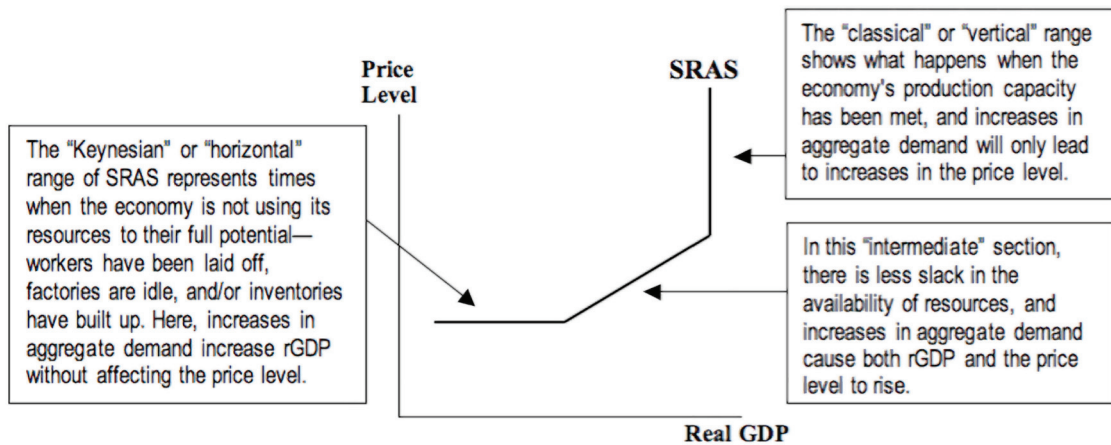 Price
Level
SRAS
Real GDP
The “Keynesian” or “horizontal”
range of SRAS represents times
when the economy is not using its
resources to their full potential—
workers have been laid off,
factories are idle, and/or inventories
have built up. Here, increases in
aggregate demand increase rGDP
without affecting the price level.
The “classical” or “vertical” range
shows what happens when the
economy's production capacity
has been met, and increases in
aggregate demand will only lead
to increases in the price level.
In this “intermediate” section,
there is less slack in the
availability of resources, and
increases in aggregate demand
cause both rGDP and the price
level to rise.